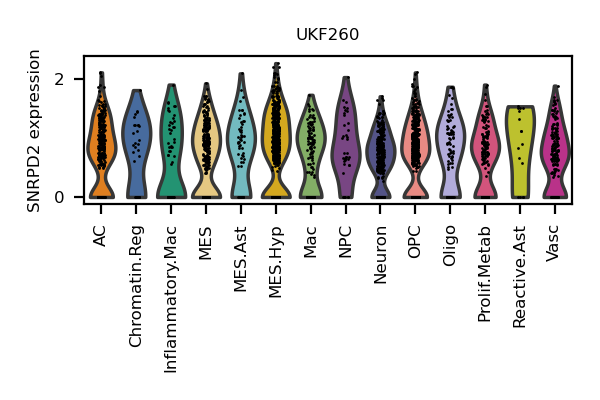 UKF260
SNRPD2 expression
2
0
AC
Chromatin.Reg
Inflammatory.Mac
MES
MES.Ast
MES.Hyp
Mac
NPC
Neuron
OPC
Oligo
Prolif.Metab
Reactive.Ast
Vasc